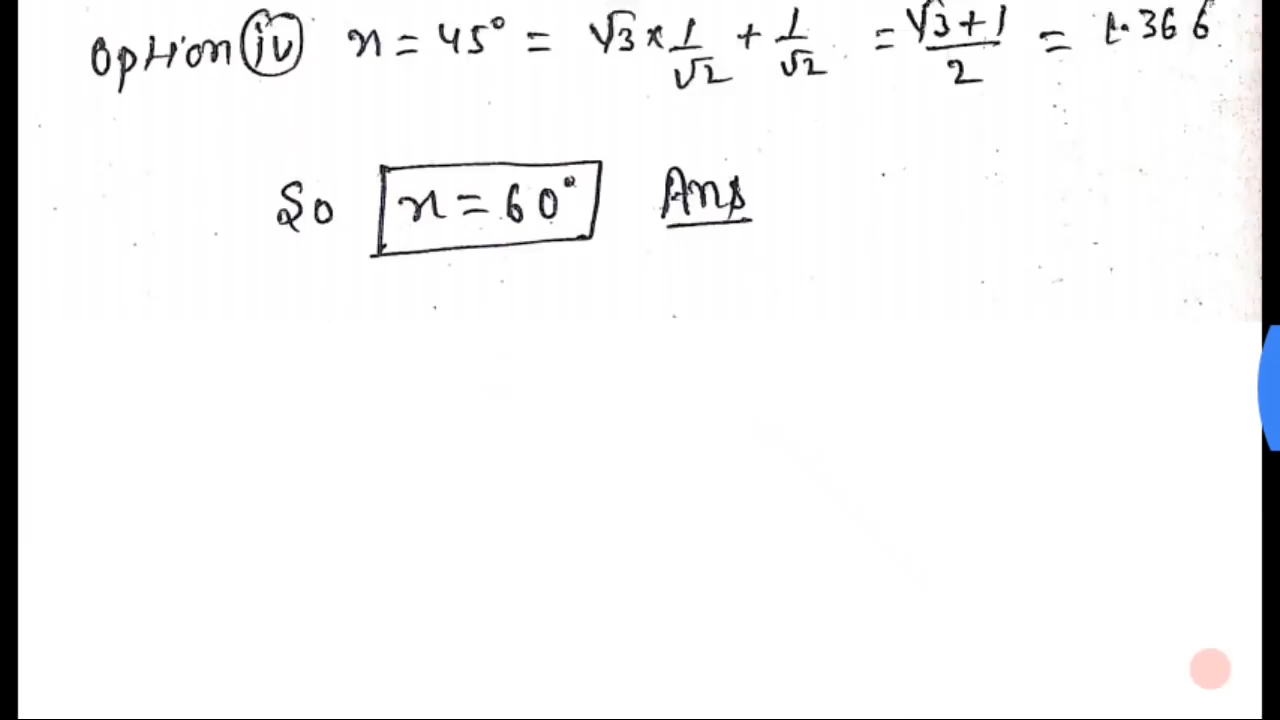 Option (iv) x = 45° = √3 × 1/√2 + 1/√2 = √3+1/2 = 1.366
So x = 60° Ans